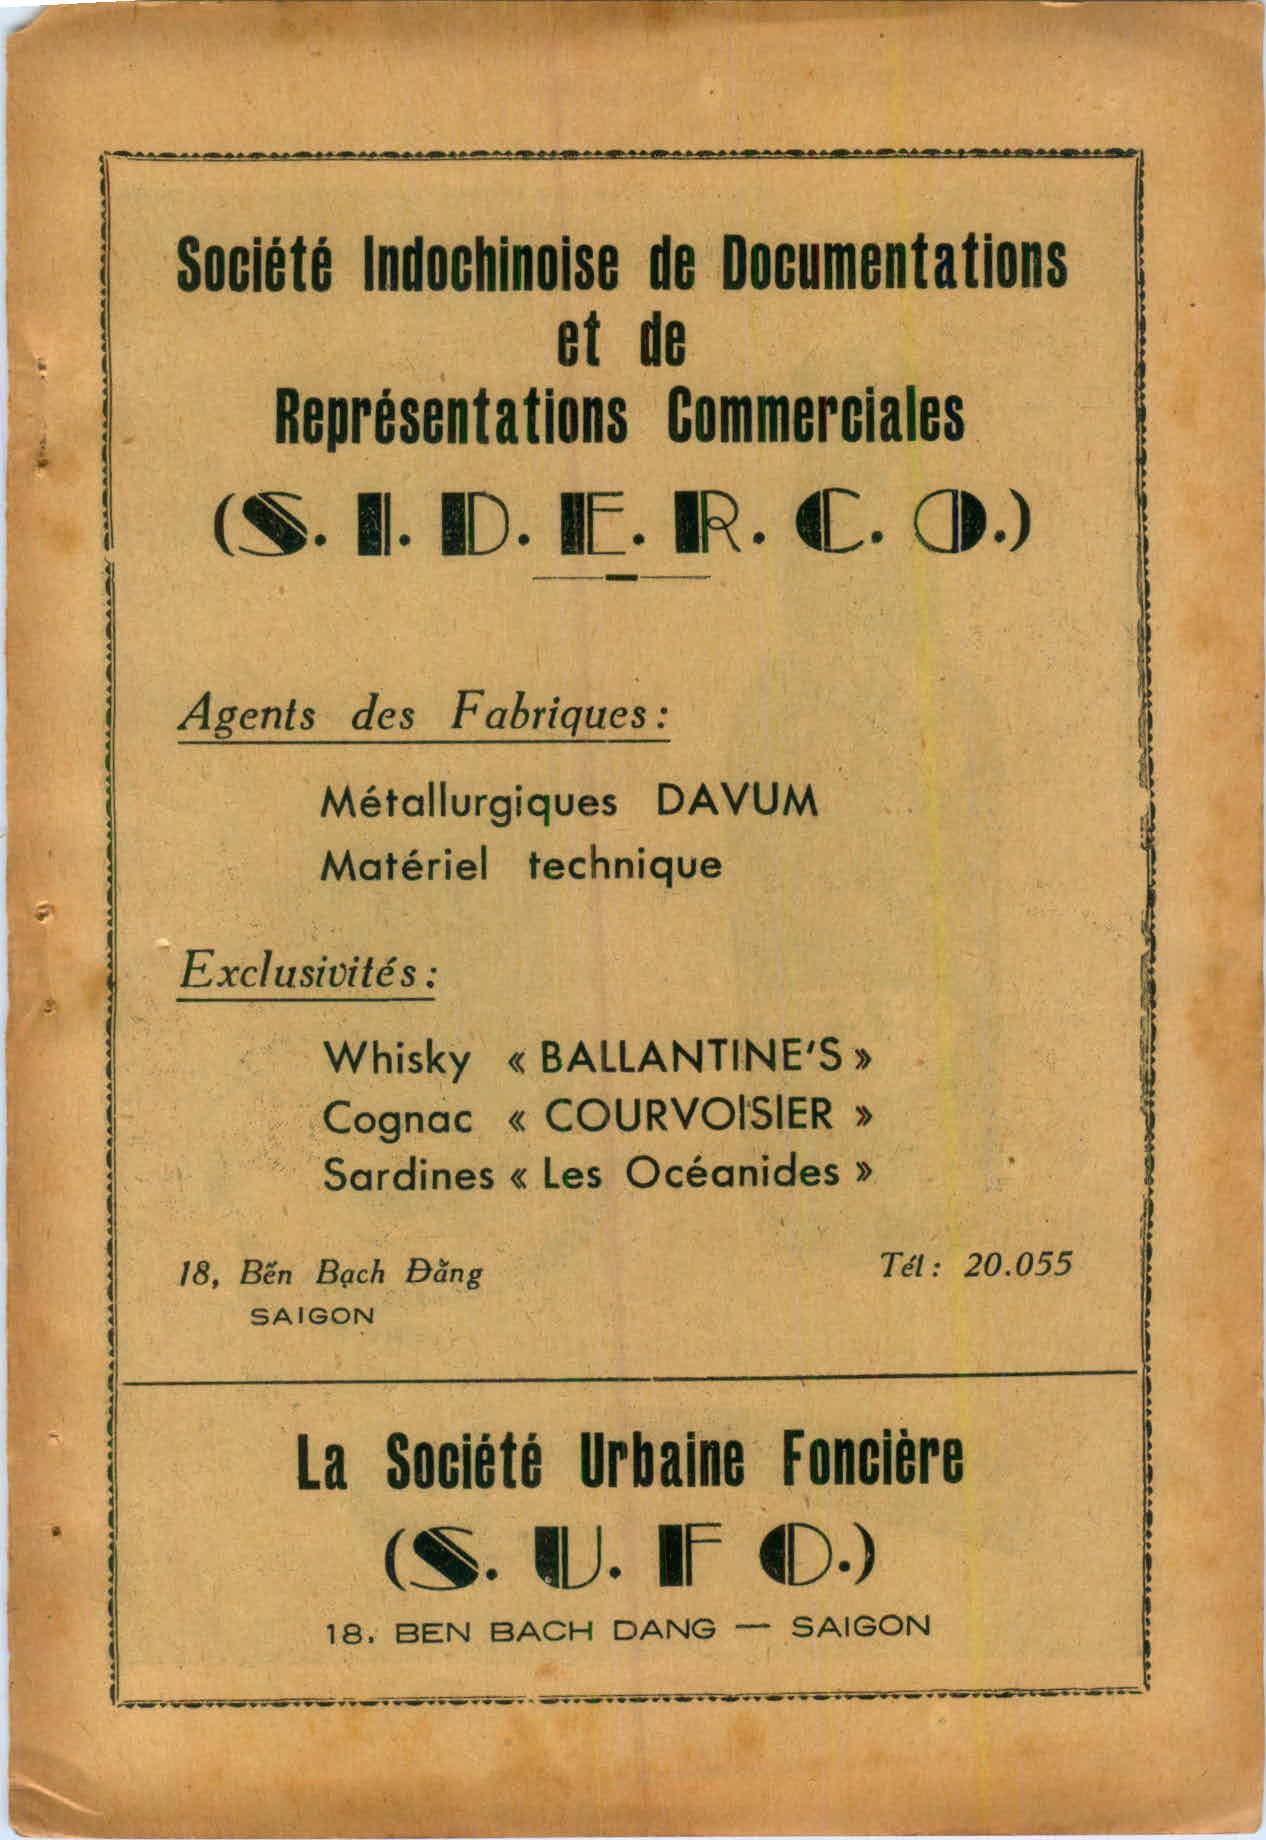 Société Indochinoise de Documentations
et de
Représentations Commerciales
(S. I. D. E. R. C. O.)
Agents des Fabriques :
Métallurgiques DAVUM
Matériel technique
Exclusivités :
Whisky « BALLANTINE'S »
Cognac « COURVOISIER »
Sardines « Les Océanides »
18, Bến Bạch Đằng
Tél : 20.055
SAIGON
La Société Urbaine Foncière
(S. U. F O.)
18. BEN BACH DANG — SAIGON